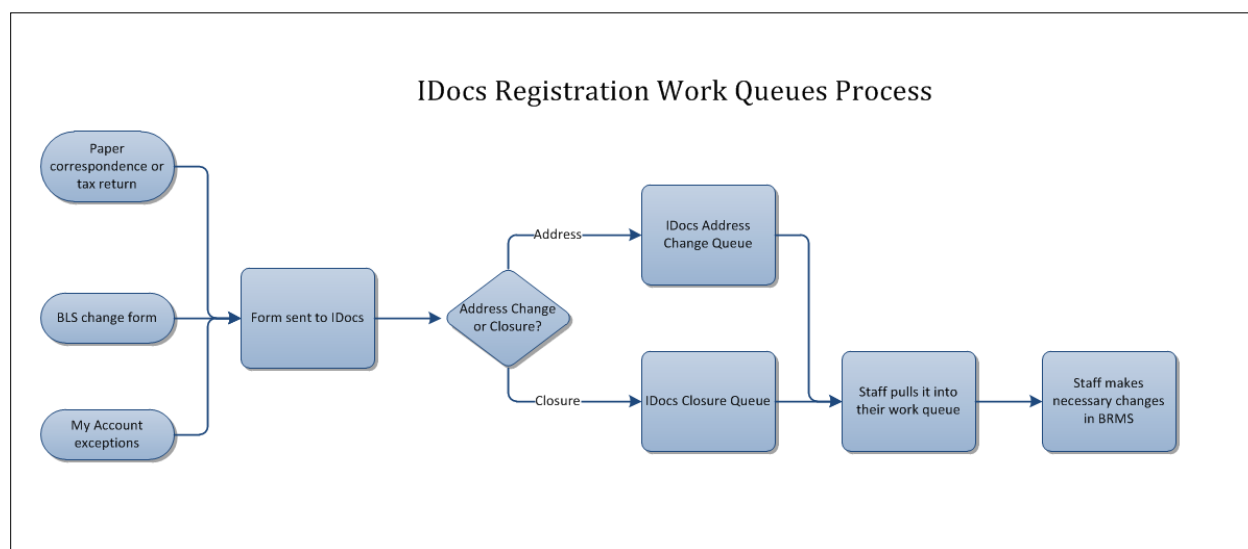 IDocs Registration Work Queues Process
Paper
correspondence or
tax return
BLS change form
My Account
exceptions
Form sent to IDocs
Address Change
or Closure?
Address
Closure
IDocs Address
Change Queue
IDocs Closure Queue
Staff pulls it into
their work queue
Staff makes
necessary changes
in BRMS